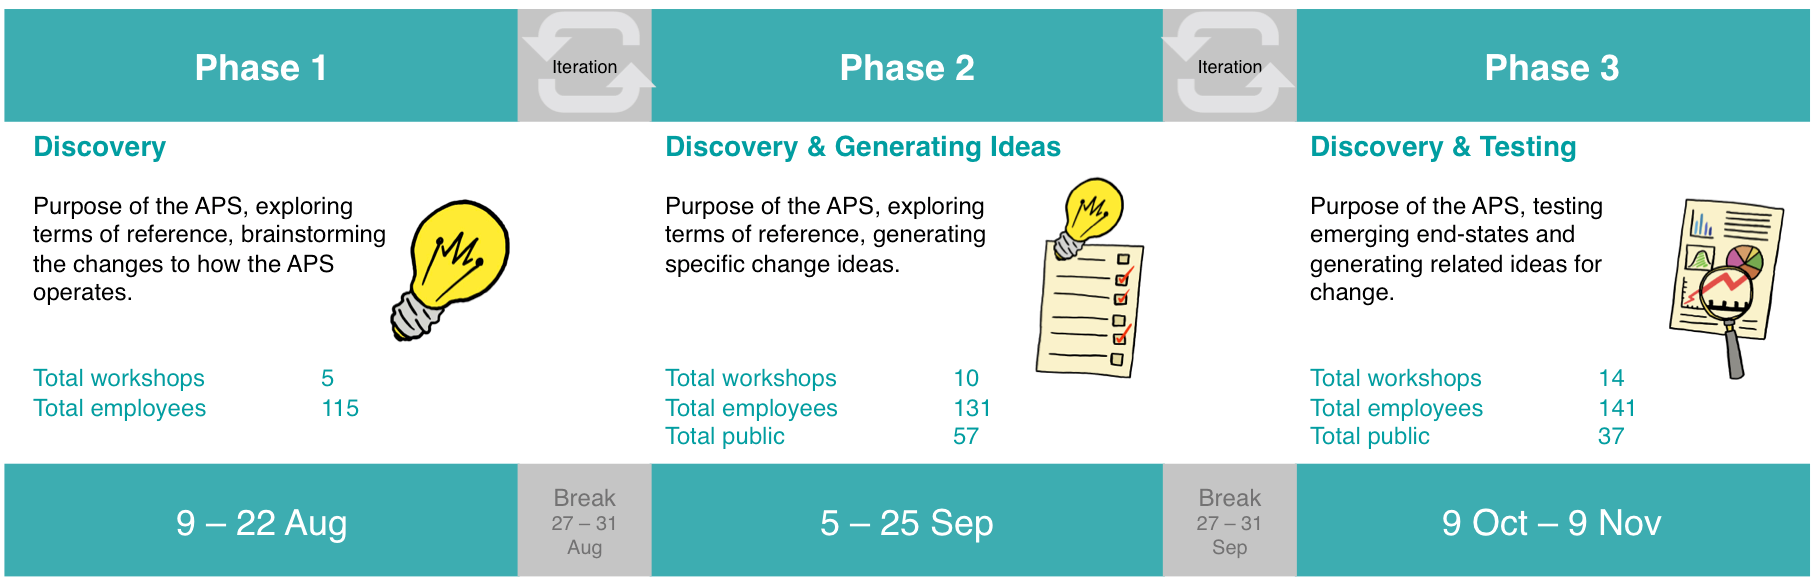 Phase 1
Iteration
Phase 2
Iteration
Phase 3
Discovery
Purpose of the APS, exploring
terms of reference, brainstorming
the changes to how the APS
operates.
Total workshops 5
Total employees 115
Discovery & Generating Ideas
Purpose of the APS, exploring
terms of reference, generating
specific change ideas.
Total workshops 10
Total employees 131
Total public 57
Discovery & Testing
Purpose of the APS, testing
emerging end-states and
generating related ideas for
change.
Total workshops 14
Total employees 141
Total public 37
9 – 22 Aug
Break
27 – 31
Aug
5 – 25 Sep
Break
27 – 31
Sep
9 Oct – 9 Nov